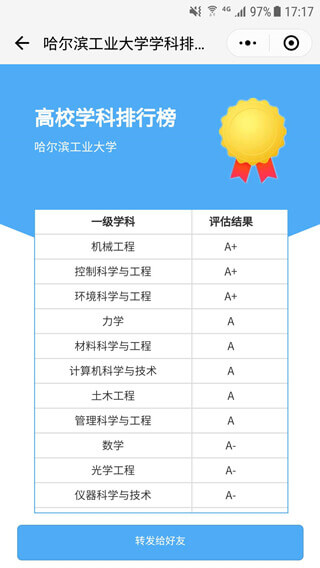 4G 97% 17:17
哈尔滨工业大学学科排...
高校学科排行榜
哈尔滨工业大学
一级学科 评估结果
机械工程 A+
控制科学与工程 A+
环境科学与工程 A+
力学 A
材料科学与工程 A
计算机科学与技术 A
土木工程 A
管理科学与工程 A
数学 A-
光学工程 A-
仪器科学与技术 A-
转发给好友